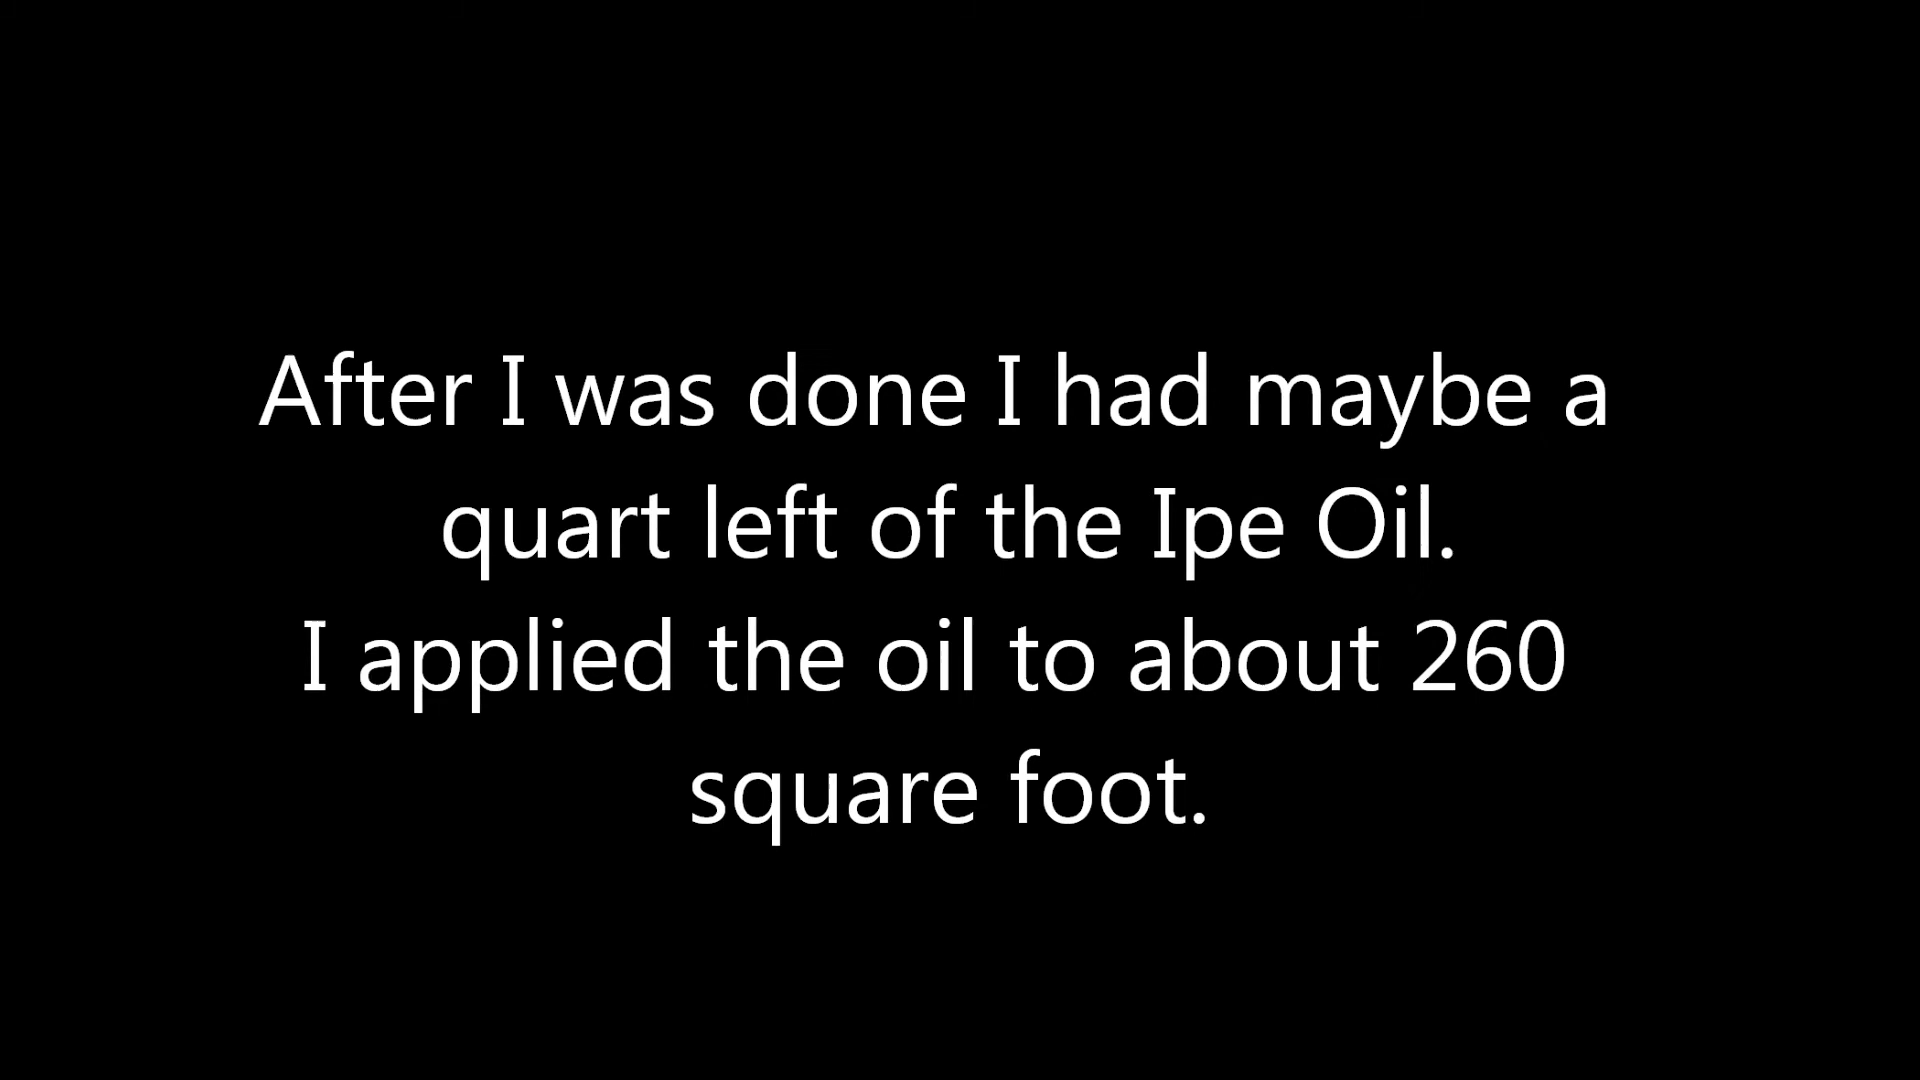 After I was done I had maybe a
quart left of the Ipe Oil.
I applied the oil to about 260
square foot.